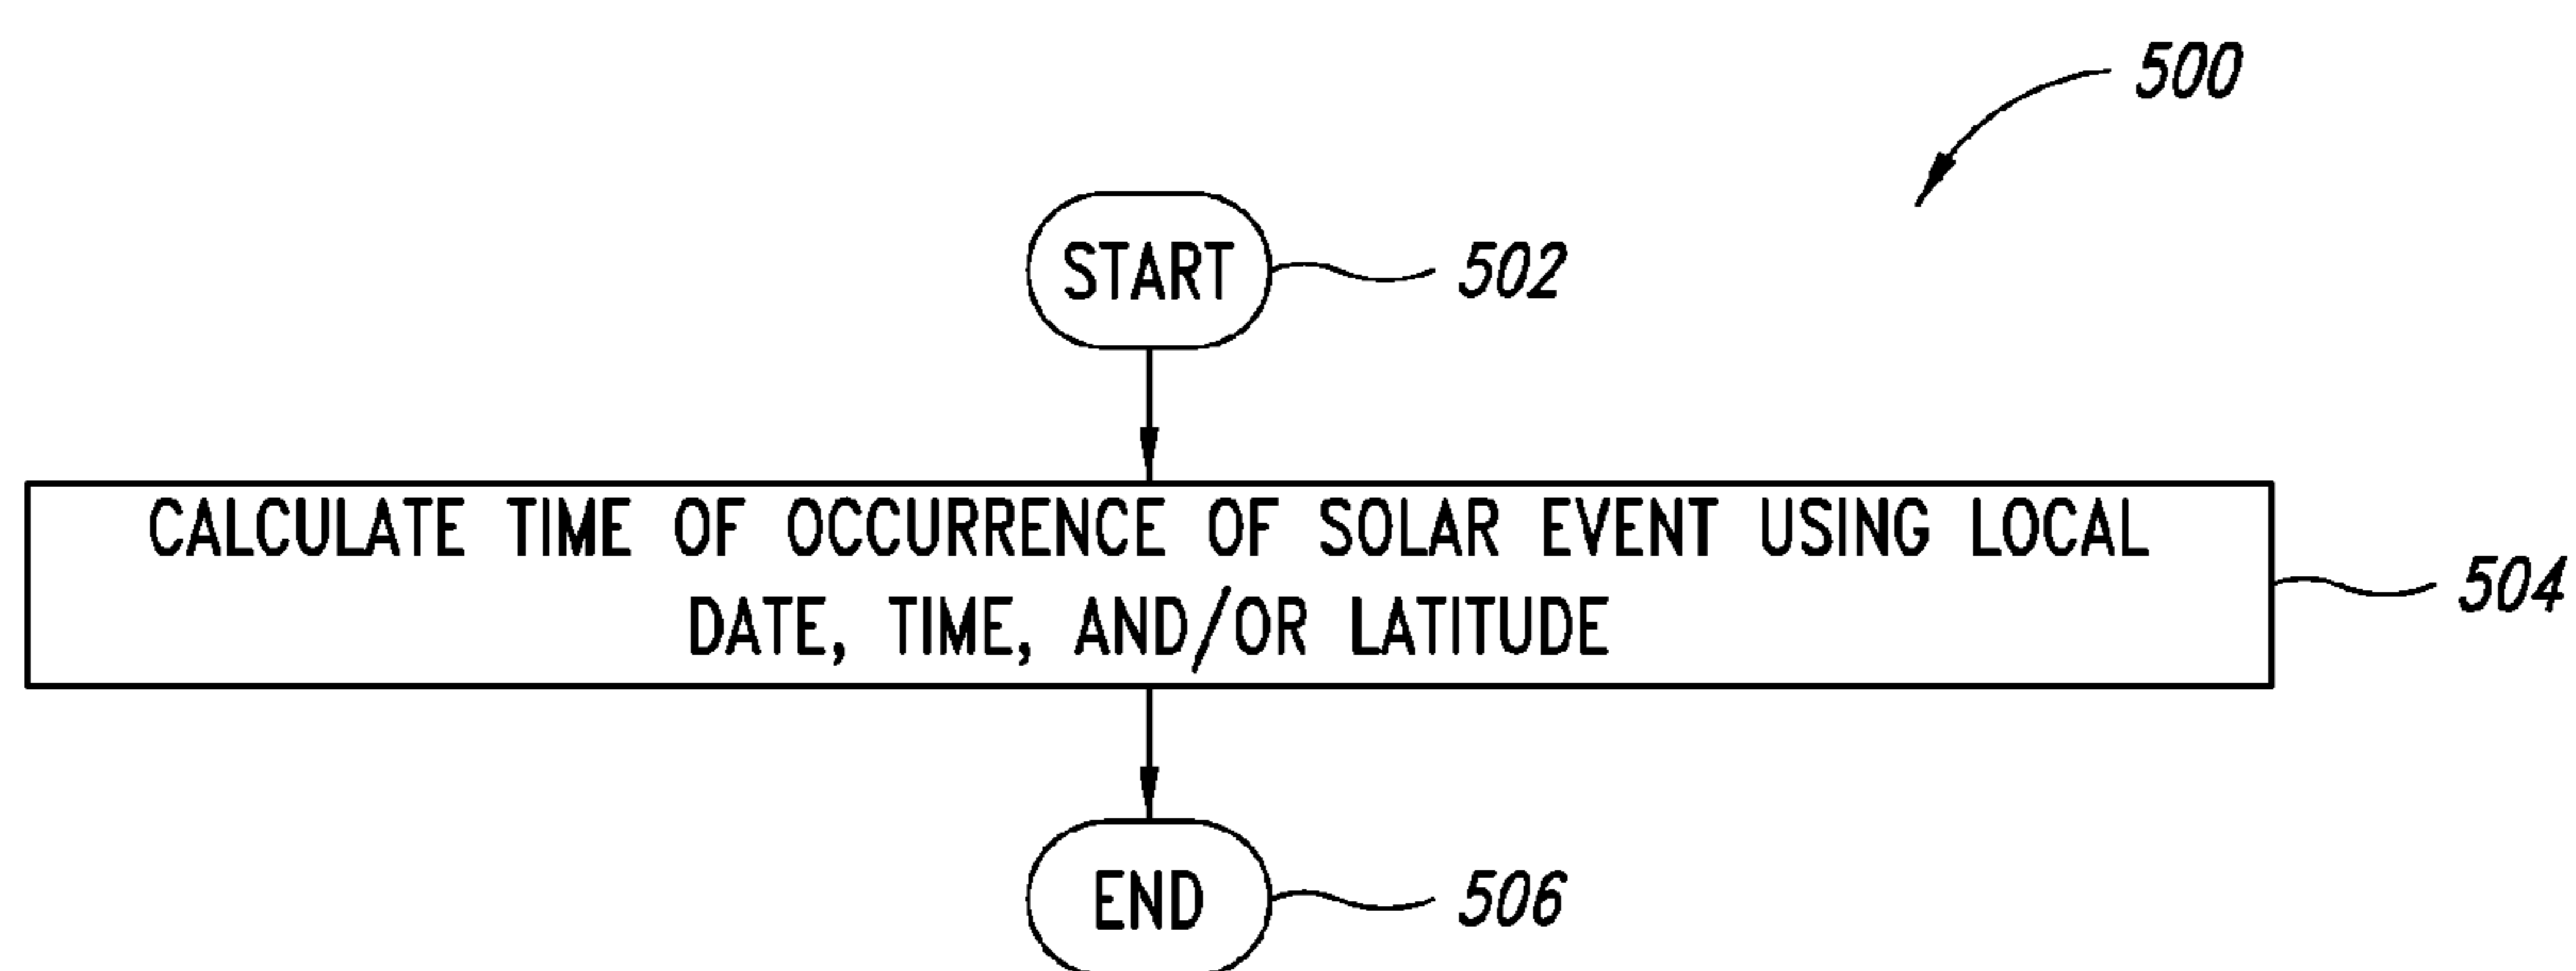 500
START
502
CALCULATE TIME OF OCCURRENCE OF SOLAR EVENT USING LOCAL
DATE, TIME, AND/OR LATITUDE
504
END
506